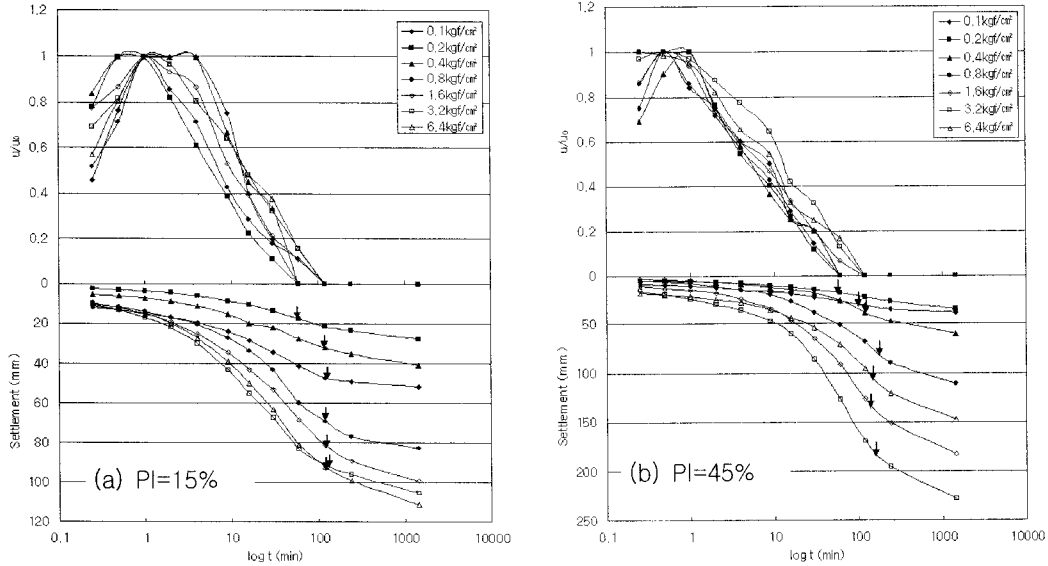 1.2
1
0.8
0.6
0.4
0.2
0
u/u₀
0.1kgf/cm²
0.2kgf/cm²
0.4kgf/cm²
0.8kgf/cm²
1.6kgf/cm²
3.2kgf/cm²
6.4kgf/cm²
20
40
60
80
100
120
Settlement (mm)
(a) PI=15%
0.1
1
10
100
1000
10000
log t (min)
1.2
1
0.8
0.6
0.4
0.2
0
u/u₀
0.1kgf/cm²
0.2kgf/cm²
0.4kgf/cm²
0.8kgf/cm²
1.6kgf/cm²
3.2kgf/cm²
6.4kgf/cm²
50
100
150
200
250
Settlement (mm)
(b) PI=45%
0.1
1
10
100
1000
10000
log t (min)